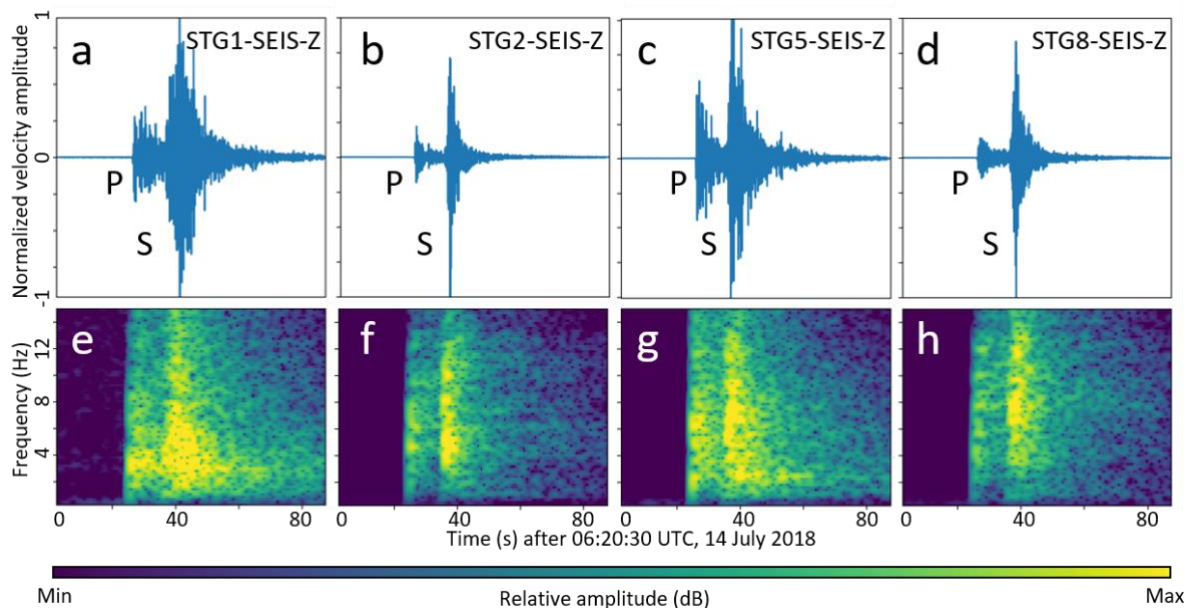 Normalized velocity amplitude
1
0
-1
a
STG1-SEIS-Z
P
S
b
STG2-SEIS-Z
P
S
c
STG5-SEIS-Z
P
S
d
STG8-SEIS-Z
P
S
Frequency (Hz)
12
8
4
e
f
g
h
0 40 80
0 40 80
0 40 80
0 40 80
Time (s) after 06:20:30 UTC, 14 July 2018
Min
Relative amplitude (dB)
Max